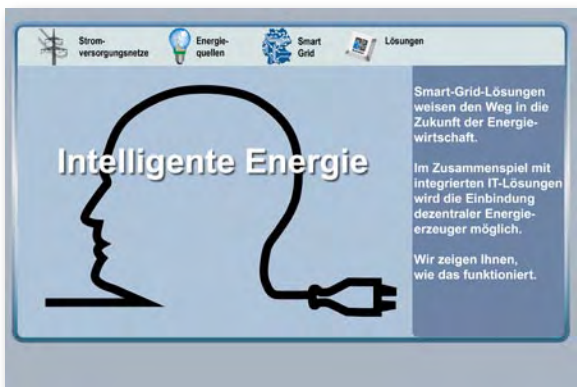 Strom-
versorgungsnetze
Energie-
quellen
Smart
Grid
Lösungen
Intelligente Energie
Smart-Grid-Lösungen
weisen den Weg in die
Zukunft der Energie-
wirtschaft.
Im Zusammenspiel mit
integrierten IT-Lösungen
wird die Einbindung
dezentraler Energie-
erzeuger möglich.
Wir zeigen Ihnen,
wie das funktioniert.